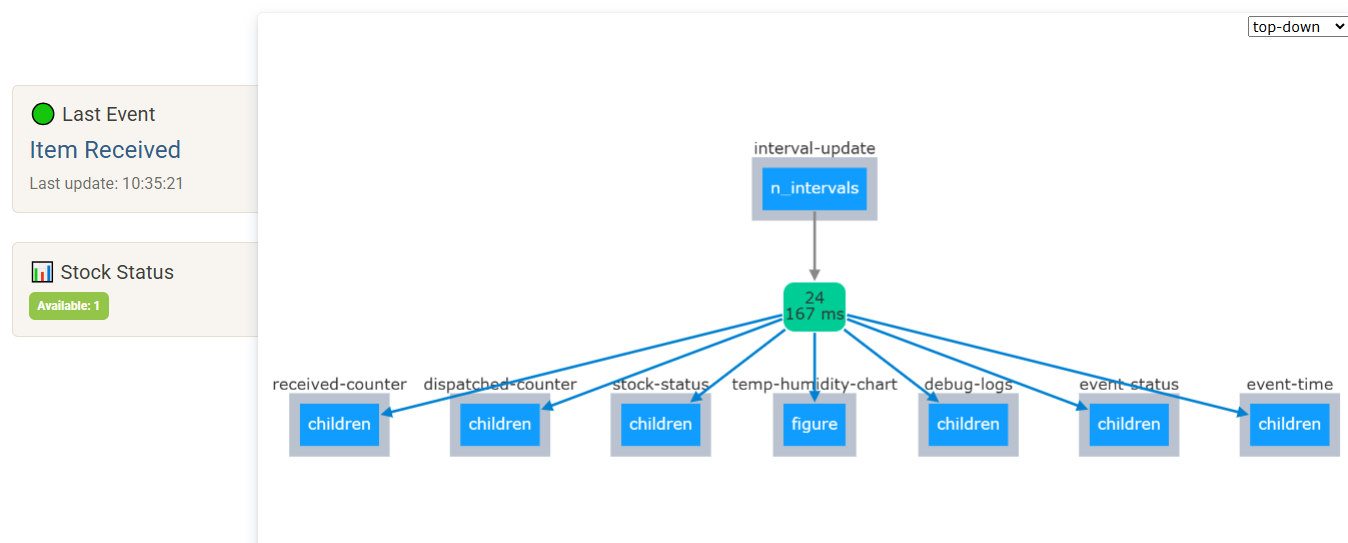 top-down
Last Event
Item Received
Last update: 10:35:21
Stock Status
Available: 1
interval-update
n_intervals
24
167 ms
received-counter
dispatched-counter
stock-status
temp-humidity-chart
debug-logs
event-status
event-time
children
children
children
figure
children
children
children